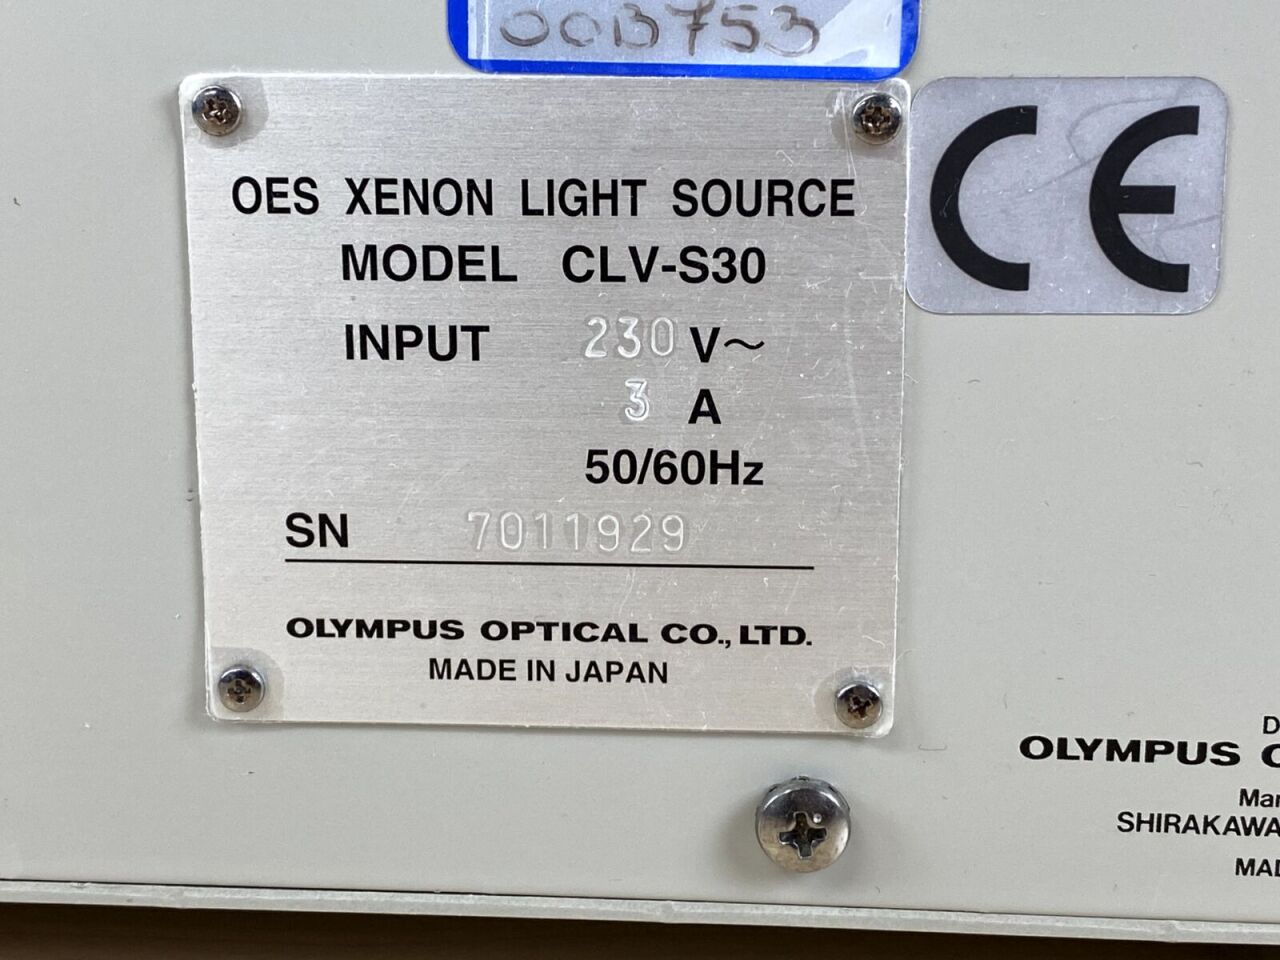 00B753
OES XENON LIGHT SOURCE
MODEL CLV-S30
INPUT 230 V~
3 A
50/60Hz
SN 7011929
OLYMPUS OPTICAL CO., LTD.
MADE IN JAPAN
CE
OLYMPUS
SHIRAKAWA